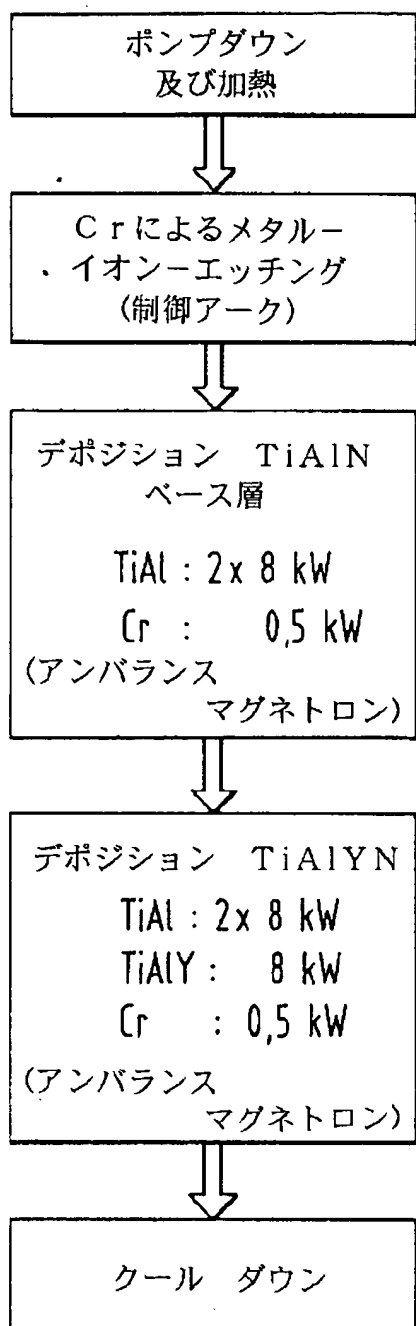 ポンプダウン
及び加熱
Crによるメタル－
イオン－エッチング
(制御アーク)
デポジション TiAlN
ベース層
TiAl : 2x 8 kW
Cr : 0,5 kW
(アンバランス
マグネトロン)
デポジション TiAlYN
TiAl : 2x 8 kW
TiAlY : 8 kW
Cr : 0,5 kW
(アンバランス
マグネトロン)
クール ダウン